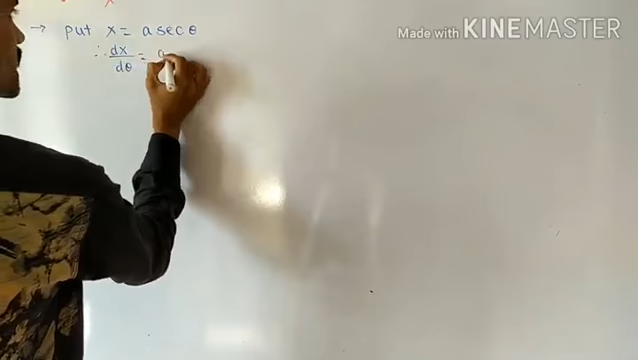 → put x = a sec θ
∴ dx/dθ = a
Made with KINEMASTER